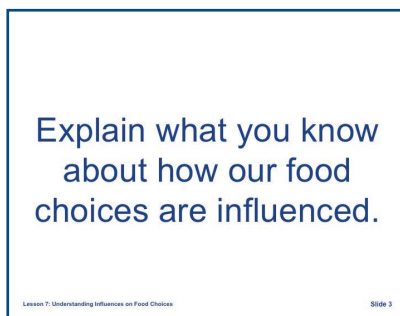 Explain what you know
about how our food
choices are influenced.
Lesson 7: Understanding Influences on Food Choices
Slide 3